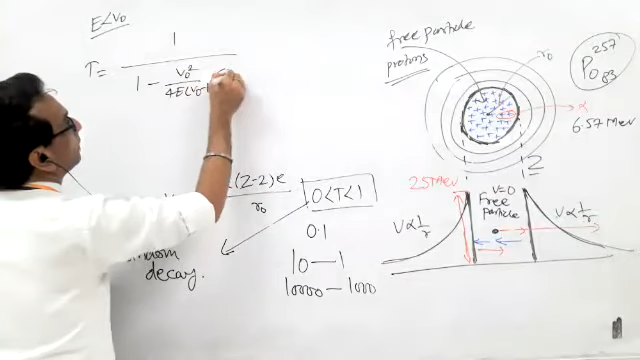 E<V₀
T = 1 / 1 - V₀² / 4E(V₀-
(Z-2)e
r₀
0<T<1
0.1
10—1
10000 — 1000
decay.
free particle
protons
r₀
Po 257 83
α
6.57 MeV
25 MeV
V=0
Free
particle
V∝1/r
V∝1/r